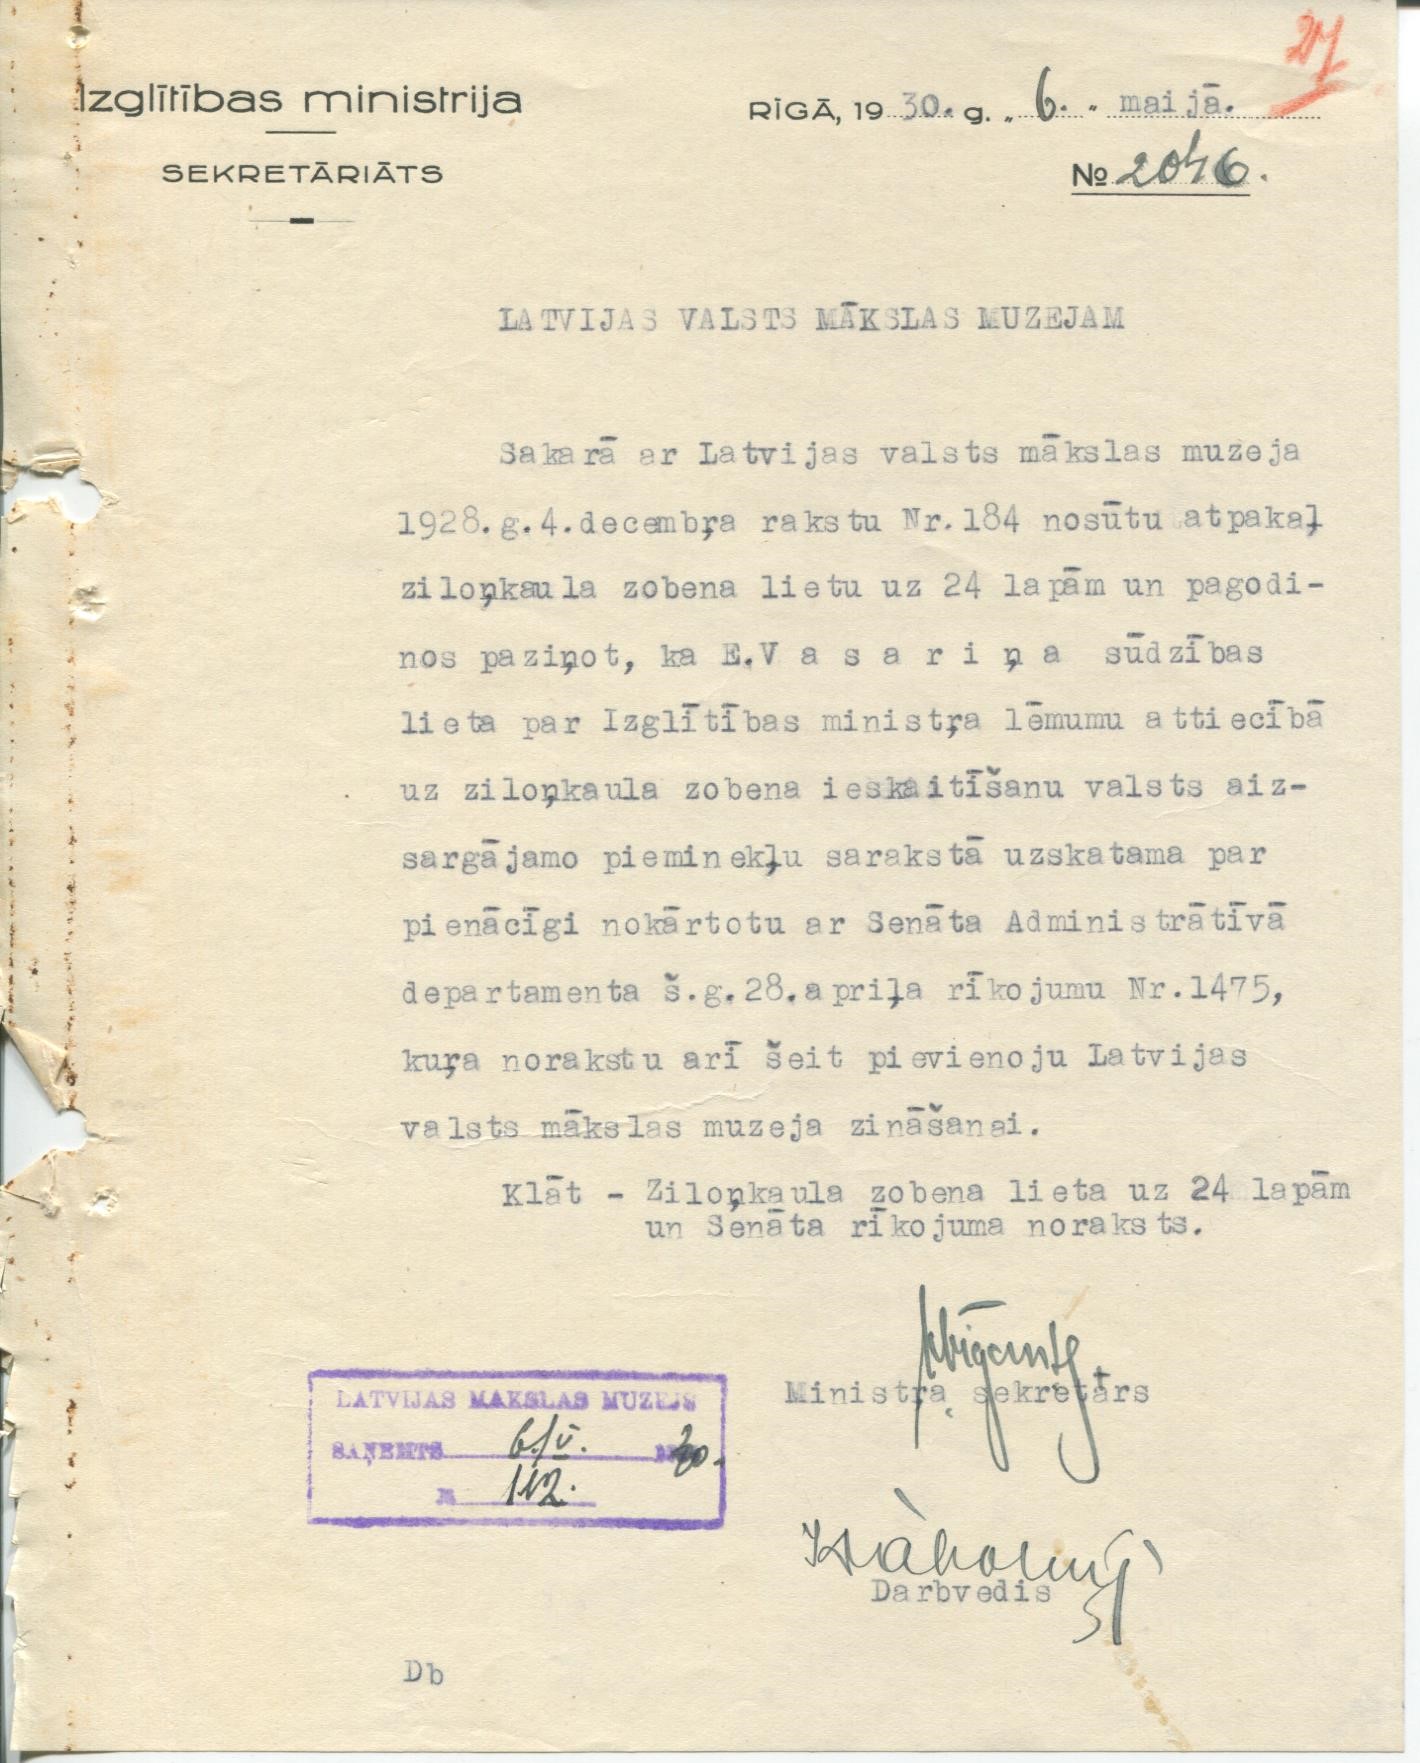 27
Izglītības ministrija
RĪGĀ, 1930. g. „ 6. " maijā.
SEKRETĀRIĀTS
№ 2046.
LATVIJAS VALSTS MĀKSLAS MUZEJAM
Sakarā ar Latvijas valsts mākslas muzeja
1928.g.4.decembŗa rakstu Nr.184 nosūtu atpakaļ
ziloņkaula zobena lietu uz 24 lapām un pagodi-
nos paziņot, ka E.V a s a r i ņ a sūdzības
lieta par Izglītības ministŗa lēmumu attiecībā
uz ziloņkaula zobena ieskaitīšanu valsts aiz-
sargājamo pieminekļu sarakstā uzskatama par
pienācīgi nokārtotu ar Senāta Administrātīvā
departamenta š.g.28.apriļa rīkojumu Nr.1475,
kuŗa norakstu arī šeit pievienoju Latvijas
valsts mākslas muzeja zināšanai.
Klāt - Ziloņkaula zobena lieta uz 24 lapām
un Senāta rīkojuma noraksts.
Ministŗa sekretārs
LATVIJAS MAKSLAS MUZEJS
SAŅEMTS 6/V. 30.
№ 112.
Darbvedis
Db